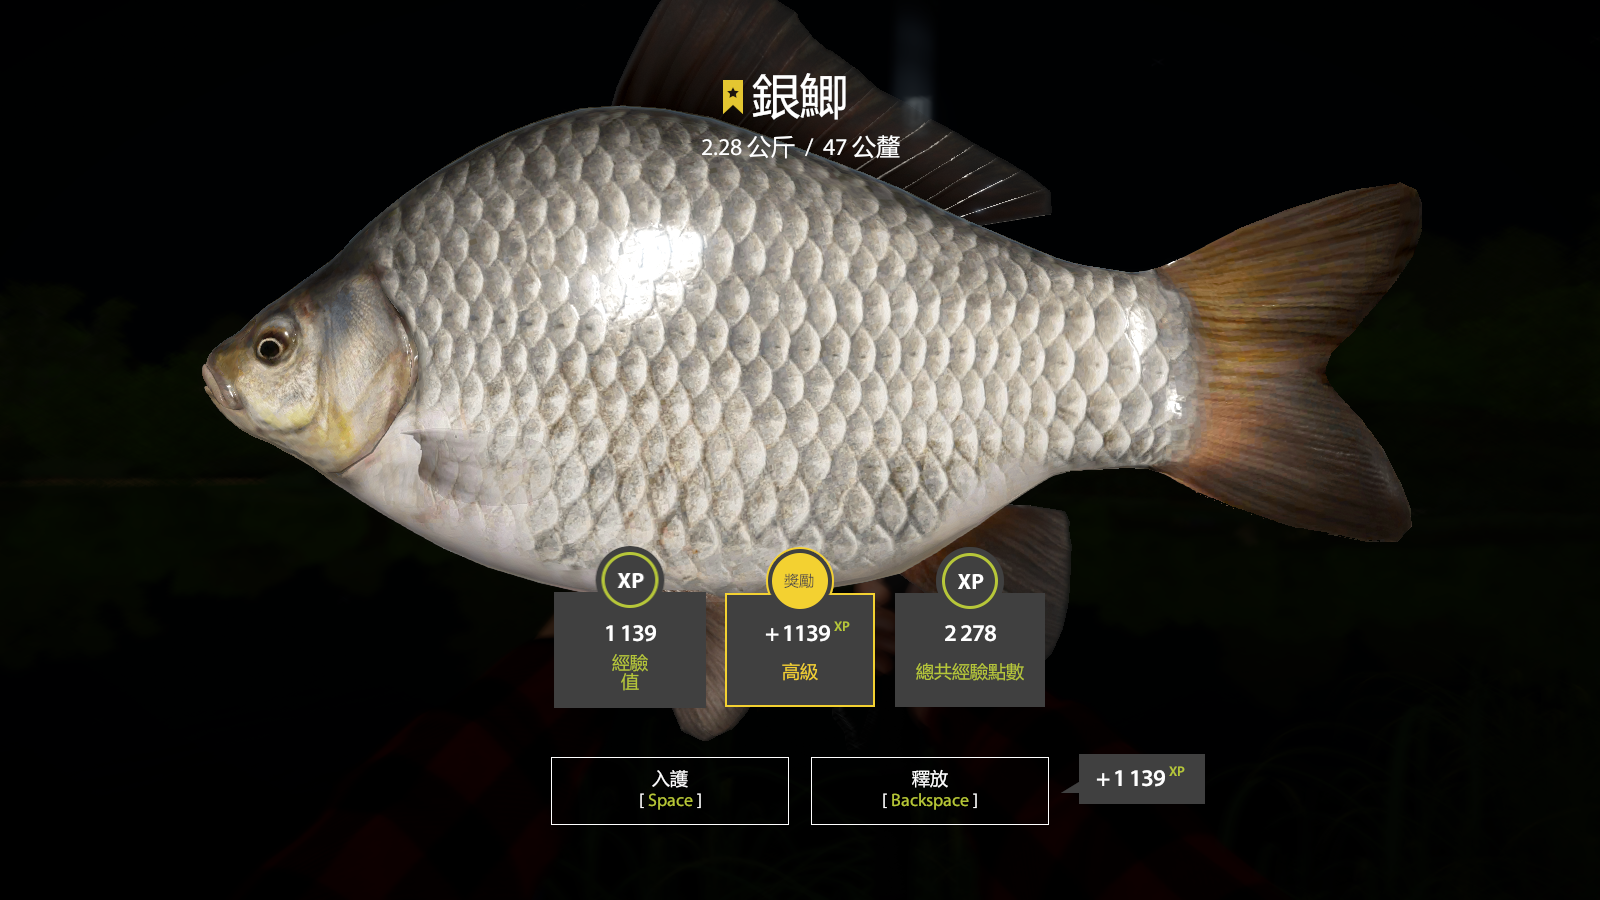 銀鯽
2.28 公斤 / 47 公釐
XP
獎勵
XP
1 139
+ 1139 XP
2 278
經驗
值
高級
總共經驗點數
入護
[ Space ]
釋放
[ Backspace ]
+ 1 139 XP